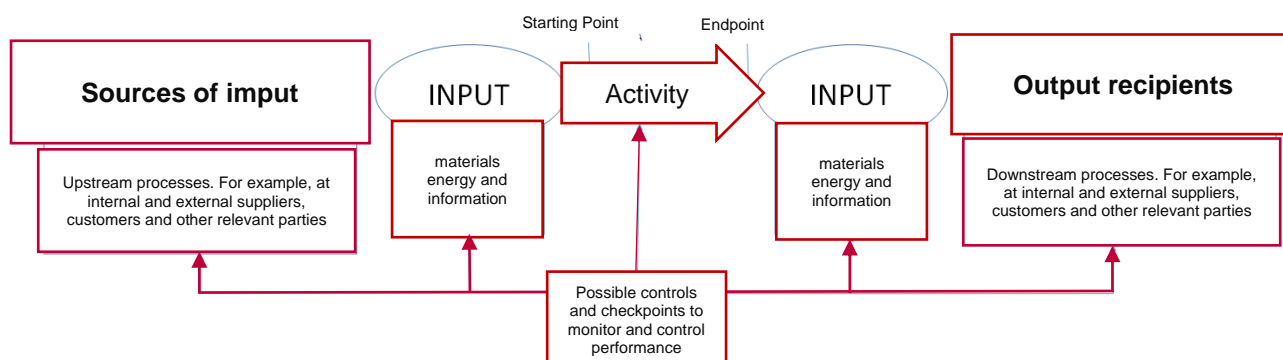 Starting Point
Endpoint
Sources of imput
INPUT
Activity
INPUT
Output recipients
Upstream processes. For example, at
internal and external suppliers,
customers and other relevant parties
materials
energy and
information
materials
energy and
information
Downstream processes. For example,
at internal and external suppliers,
customers and other relevant parties
Possible controls
and checkpoints to
monitor and control
performance